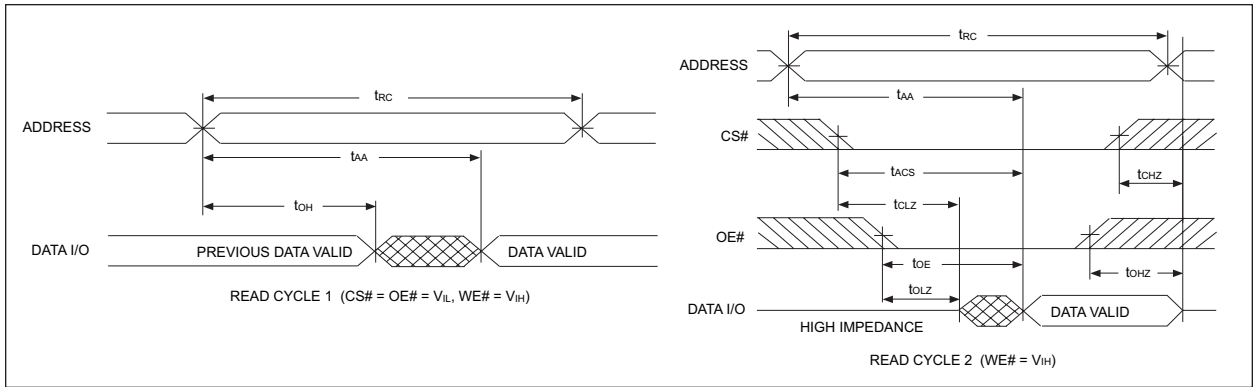 tRC
ADDRESS
tAA
tOH
DATA I/O
PREVIOUS DATA VALID
DATA VALID
READ CYCLE 1 (CS# = OE# = VIL, WE# = VIH)
tRC
ADDRESS
tAA
CS#
tACS
tCHZ
tCLZ
OE#
tOE
tOHZ
tOLZ
DATA I/O
HIGH IMPEDANCE
DATA VALID
READ CYCLE 2 (WE# = VIH)